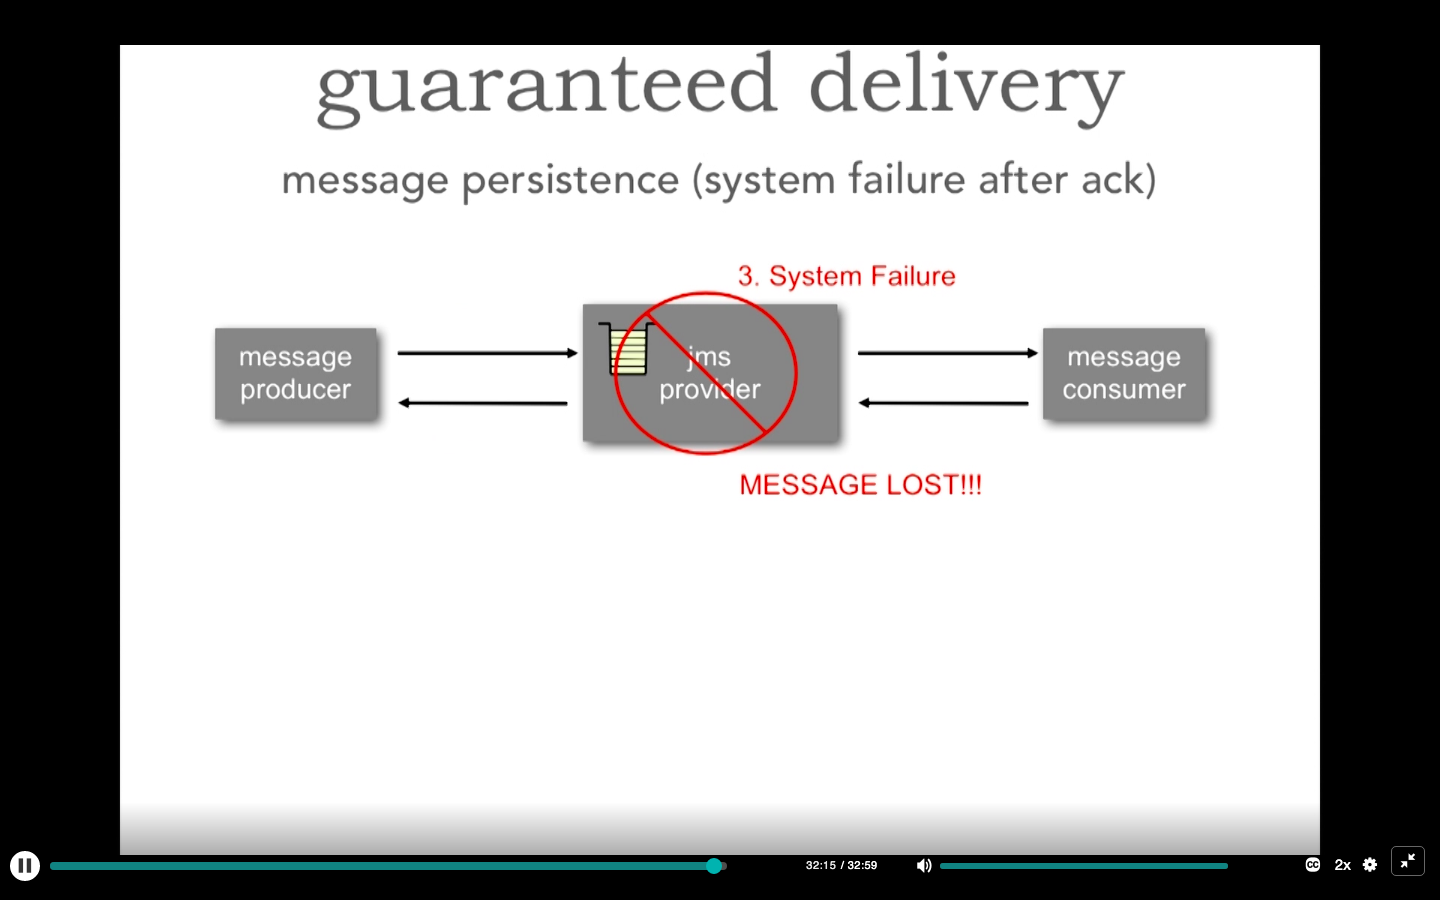 guaranteed delivery
message persistence (system failure after ack)
3. System Failure
message
producer
jms
provider
message
consumer
MESSAGE LOST!!!
32:15 / 32:59
CC
2x